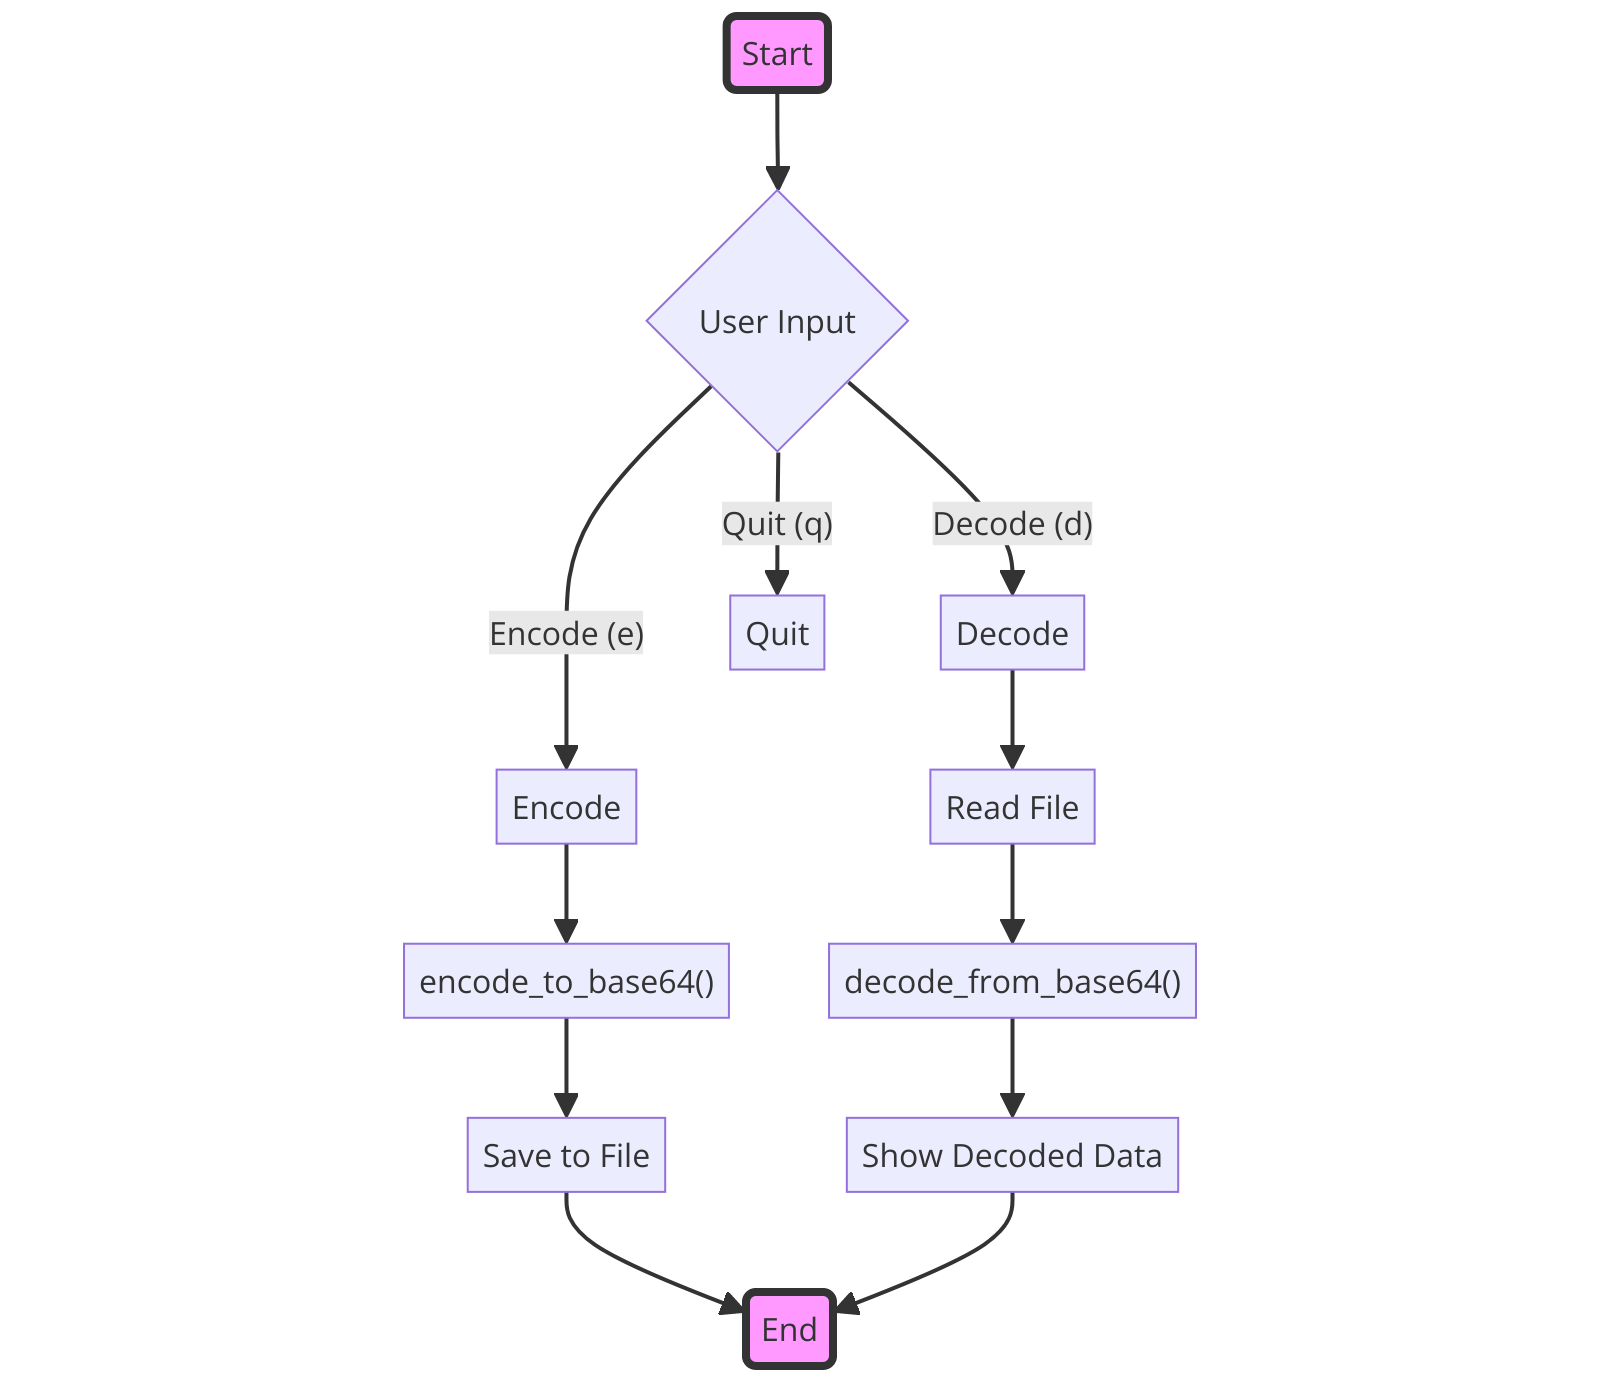 Start
User Input
Quit (q)
Decode (d)
Encode (e)
Quit
Decode
Encode
Read File
encode_to_base64()
decode_from_base64()
Save to File
Show Decoded Data
End